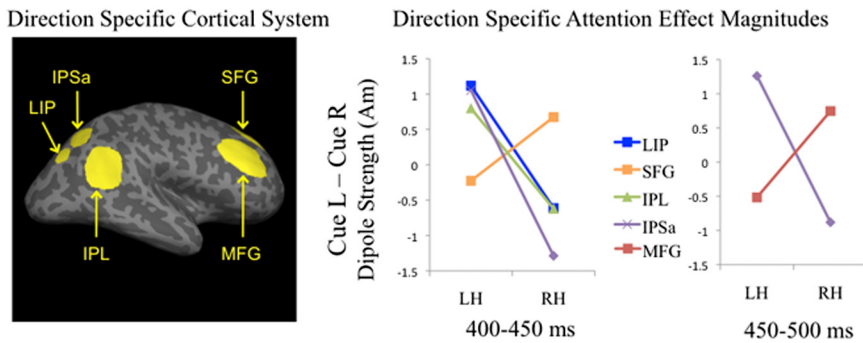 Direction Specific Cortical System
Direction Specific Attention Effect Magnitudes
IPSa
SFG
LIP
IPL
MFG
Cue L – Cue R
Dipole Strength (Am)
1.5
1
0.5
0
-0.5
-1
-1.5
LH
RH
400-450 ms
LIP
SFG
IPL
IPSa
MFG
1.5
1
0.5
0
-0.5
-1
-1.5
LH
RH
450-500 ms